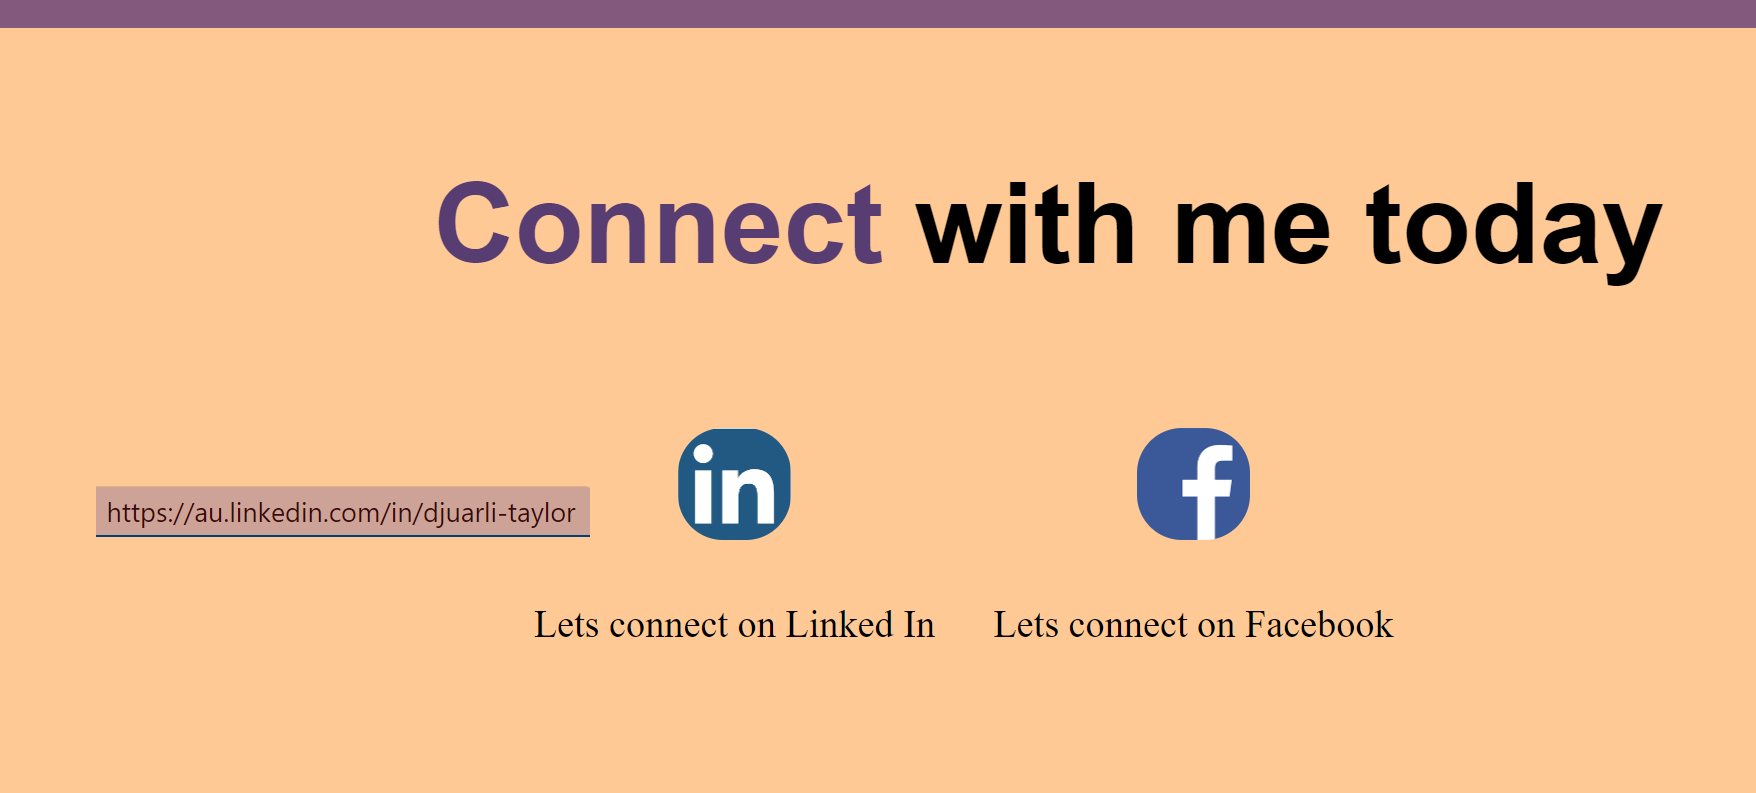 Connect with me today
in
f
https://au.linkedin.com/in/djuarli-taylor
Lets connect on Linked In
Lets connect on Facebook